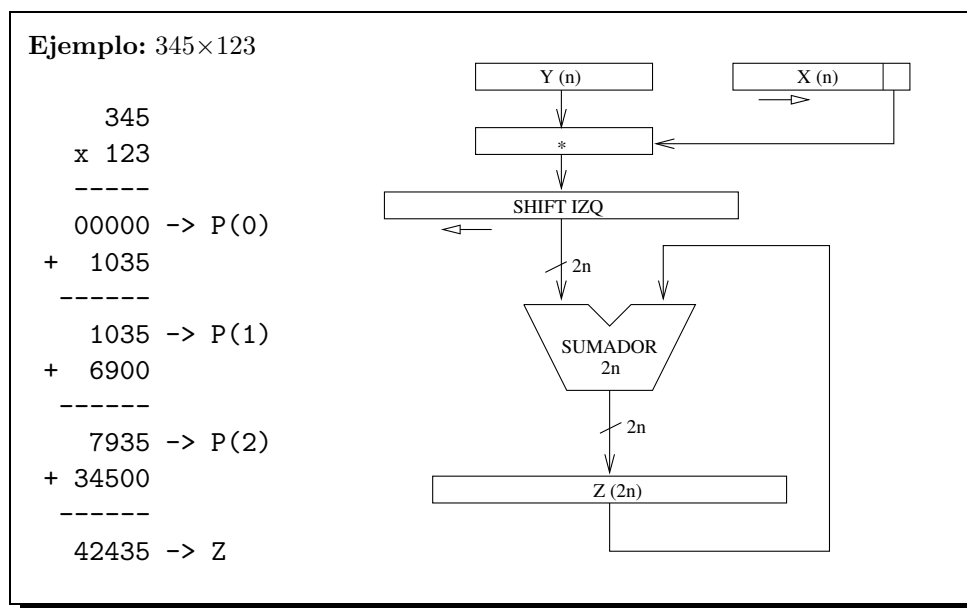 Ejemplo: 345×123
345
x 123
-----
00000 -> P(0)
+ 1035
------
1035 -> P(1)
+ 6900
------
7935 -> P(2)
+ 34500
------
42435 -> Z
Y (n)
X (n)
*
SHIFT IZQ
2n
SUMADOR
2n
2n
Z (2n)